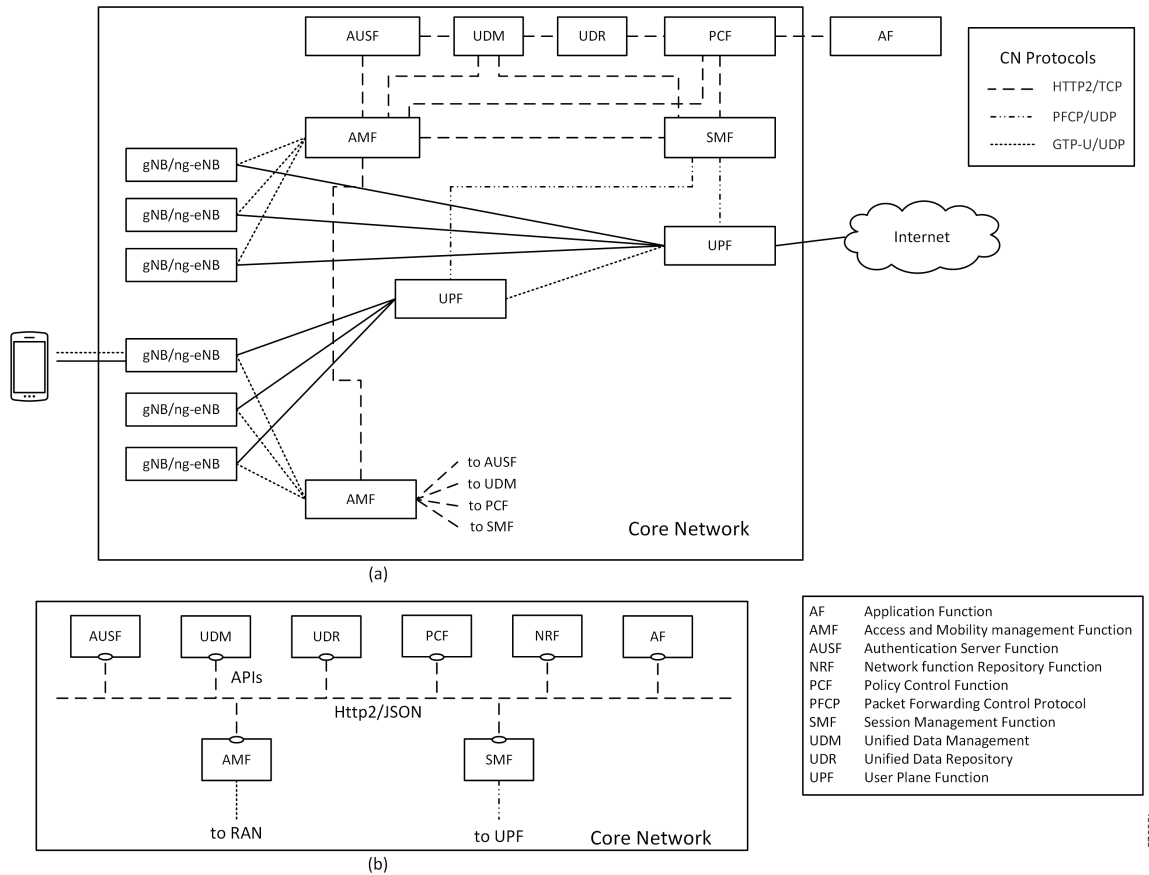 AUSF
UDM
UDR
PCF
AF
CN Protocols
HTTP2/TCP
PFCP/UDP
GTP-U/UDP
AMF
SMF
gNB/ng-eNB
gNB/ng-eNB
gNB/ng-eNB
UPF
Internet
UPF
gNB/ng-eNB
gNB/ng-eNB
gNB/ng-eNB
AMF
to AUSF
to UDM
to PCF
to SMF
Core Network
(a)
AUSF
UDM
UDR
PCF
NRF
AF
APIs
Http2/JSON
AMF
SMF
to RAN
to UPF
Core Network
(b)
AF Application Function
AMF Access and Mobility management Function
AUSF Authentication Server Function
NRF Network function Repository Function
PCF Policy Control Function
PFCP Packet Forwarding Control Protocol
SMF Session Management Function
UDM Unified Data Management
UDR Unified Data Repository
UPF User Plane Function